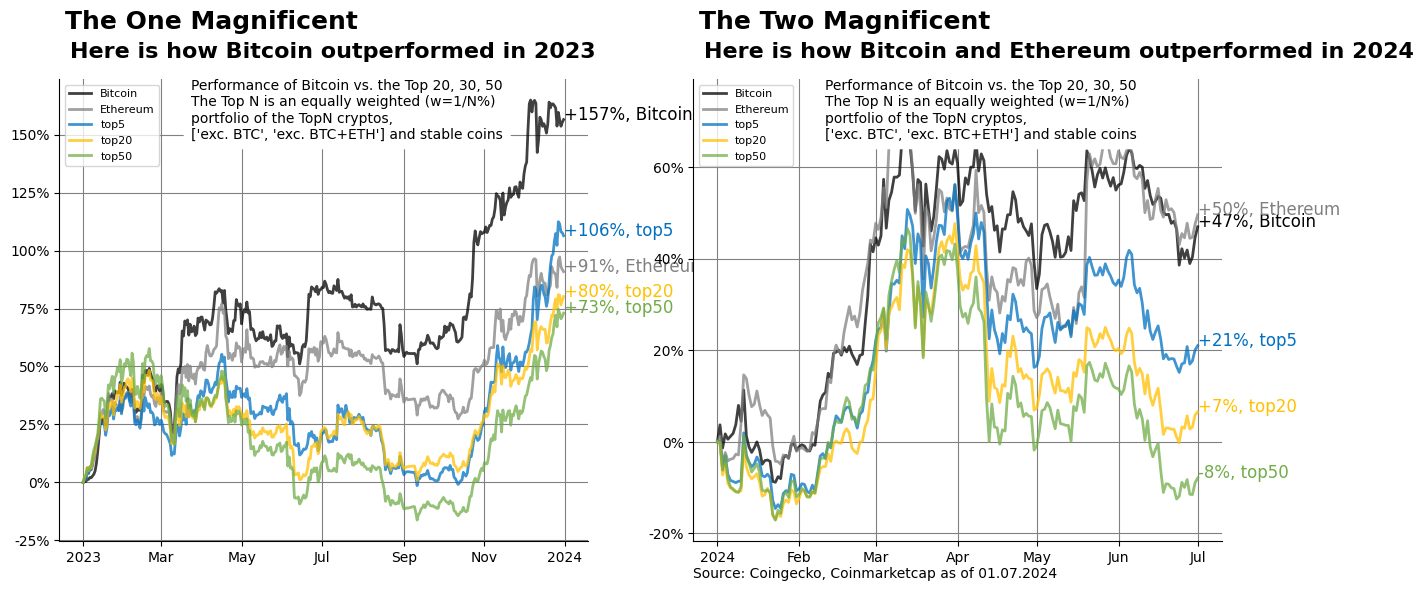 The One Magnificent
Here is how Bitcoin outperformed in 2023
Performance of Bitcoin vs. the Top 20, 30, 50
The Top N is an equally weighted (w=1/N%)
portfolio of the TopN cryptos,
['exc. BTC', 'exc. BTC+ETH'] and stable coins
Bitcoin
Ethereum
top5
top20
top50
150%
125%
100%
75%
50%
25%
0%
-25%
2023
Mar
May
Jul
Sep
Nov
2024
+157%, Bitcoin
+106%, top5
+91%, Ethereum
+80%, top20
+73%, top50
The Two Magnificent
Here is how Bitcoin and Ethereum outperformed in 2024
Performance of Bitcoin vs. the Top 20, 30, 50
The Top N is an equally weighted (w=1/N%)
portfolio of the TopN cryptos,
['exc. BTC', 'exc. BTC+ETH'] and stable coins
Bitcoin
Ethereum
top5
top20
top50
60%
40%
20%
0%
-20%
2024
Feb
Mar
Apr
May
Jun
Jul
+50%, Ethereum
+47%, Bitcoin
+21%, top5
+7%, top20
-8%, top50
Source: Coingecko, Coinmarketcap as of 01.07.2024